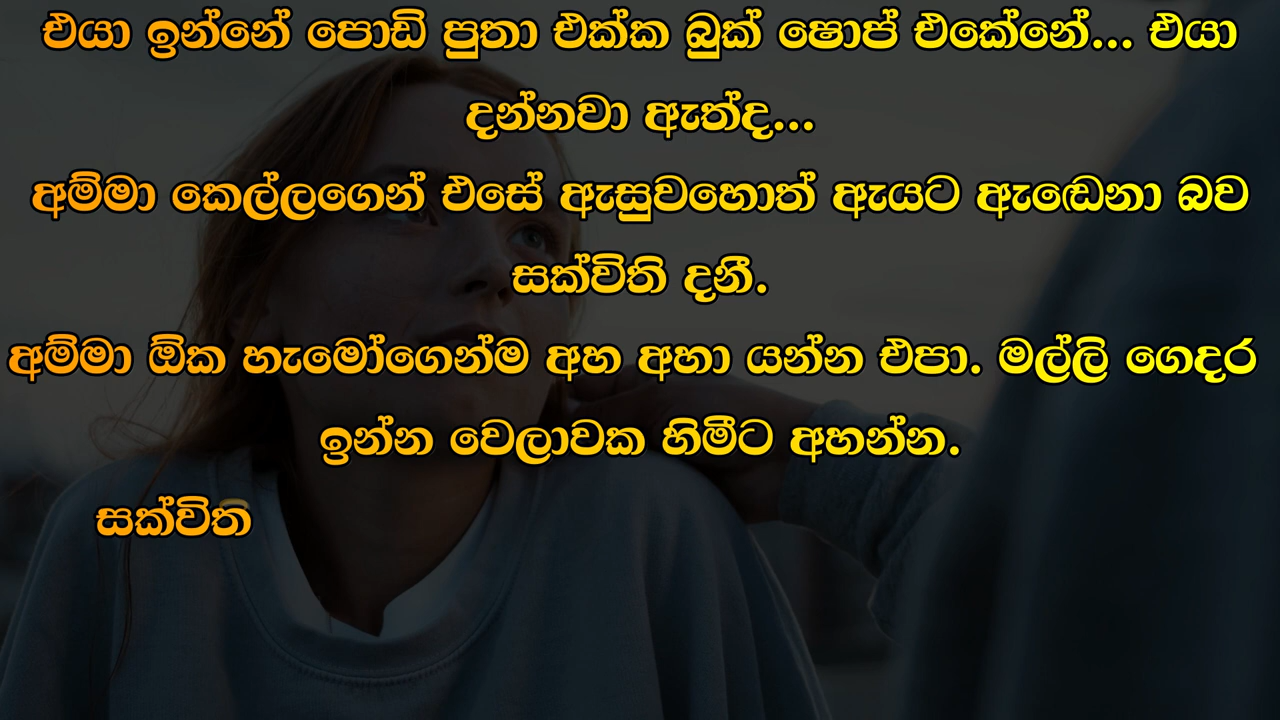 එයා ඉන්නේ පොඩි පුතා එක්ක බුක් ෂොප් එකේනේ... එයා
දන්නවා ඇත්ද...
අම්මා කෙල්ලගෙන් එසේ ඇසුවහොත් ඇයට ඇඬෙනා බව
සක්විති දනී.
අම්මා ඕක හැමෝගෙන්ම අහ අහා යන්න එපා. මල්ලි ගෙදර
ඉන්න වෙලාවක හිමීට අහන්න.
සක්විති